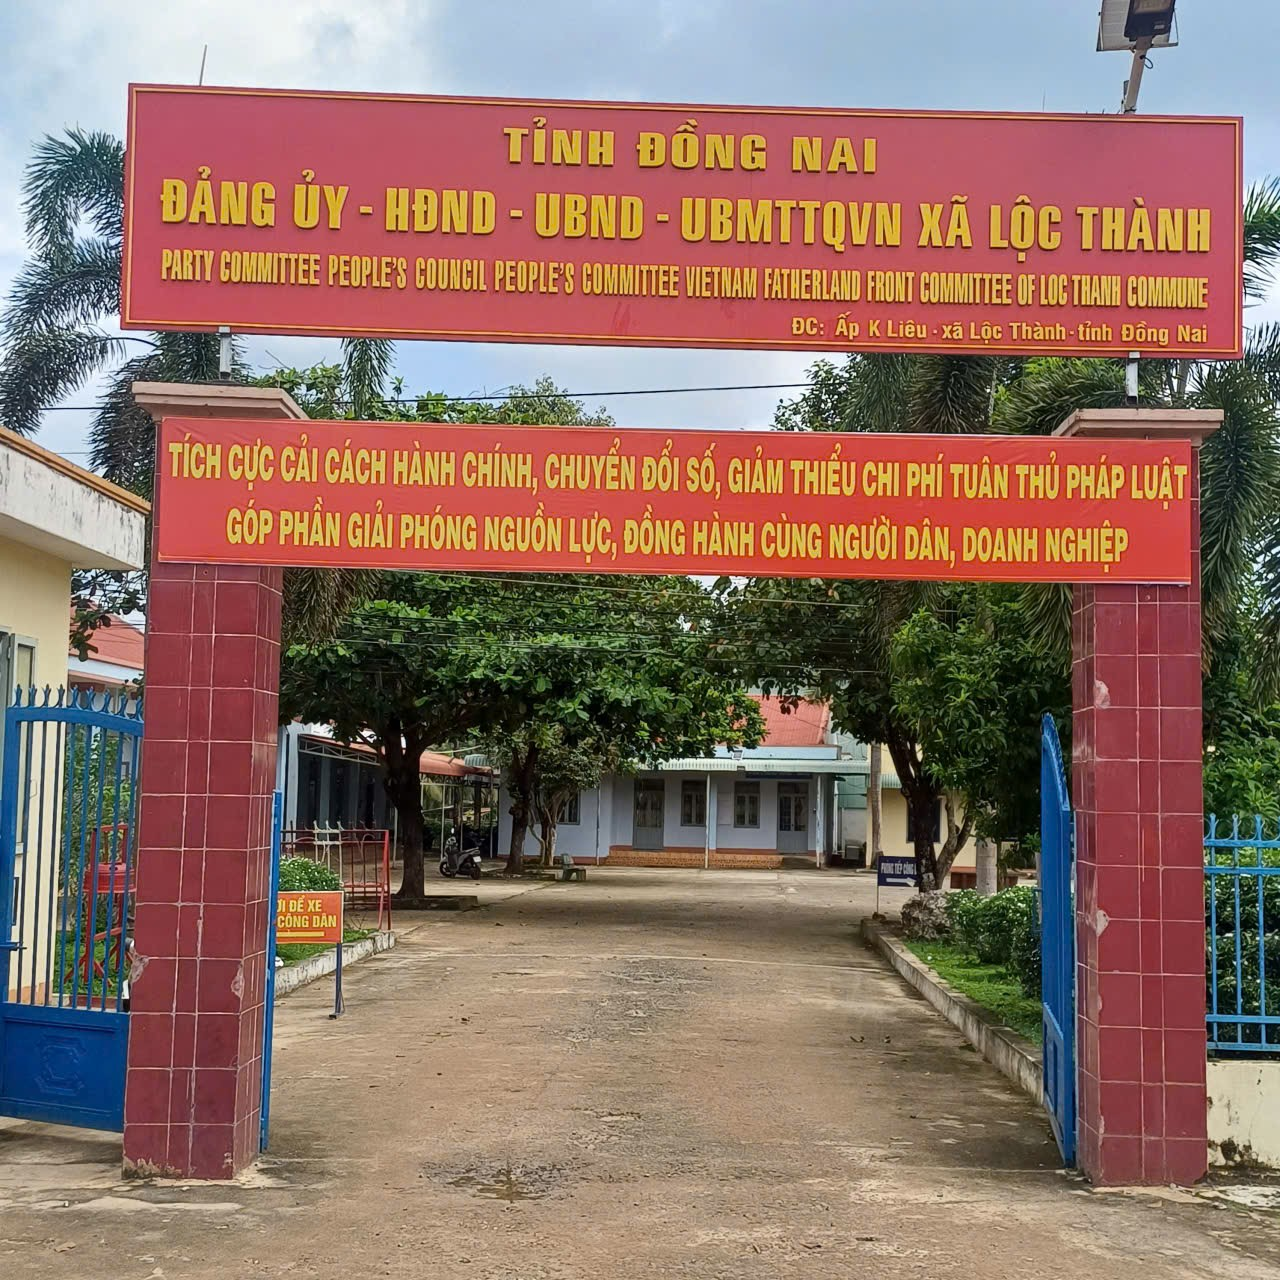 TỈNH ĐỒNG NAI
ĐẢNG ỦY - HĐND - UBND - UBMTTQVN XÃ LỘC THÀNH
PARTY COMMITTEE PEOPLE'S COUNCIL PEOPLE'S COMMITTEE VIETNAM FATHERLAND FRONT COMMITTEE OF LOC THANH COMMUNE
ĐC: Ấp K Liêu - xã Lộc Thành - tỉnh Đồng Nai
TÍCH CỰC CẢI CÁCH HÀNH CHÍNH, CHUYỂN ĐỔI SỐ, GIẢM THIỂU CHI PHÍ TUÂN THỦ PHÁP LUẬT
GÓP PHẦN GIẢI PHÓNG NGUỒN LỰC, ĐỒNG HÀNH CÙNG NGƯỜI DÂN, DOANH NGHIỆP
PHÒNG TIẾP CÔNG
ĐỂ XE
CÔNG DÂN